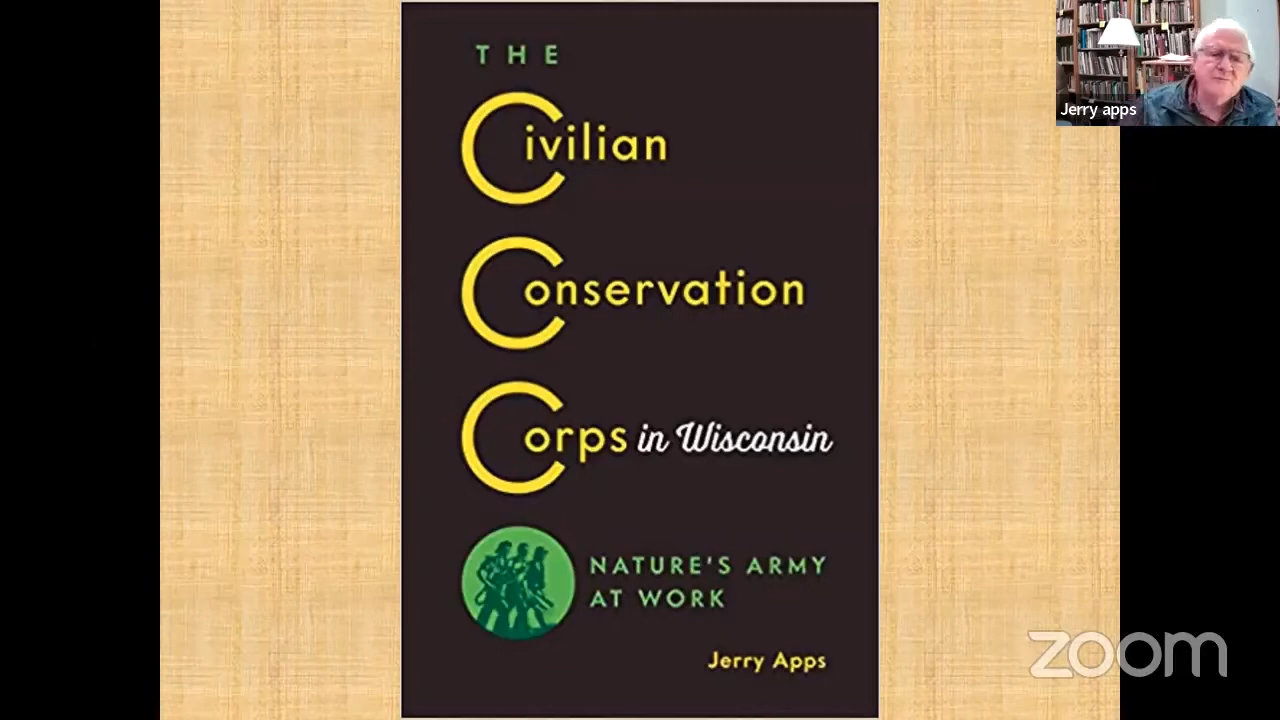 THE
Civilian
Conservation
Corps in Wisconsin
NATURE'S ARMY
AT WORK
Jerry Apps
Jerry apps
zoom